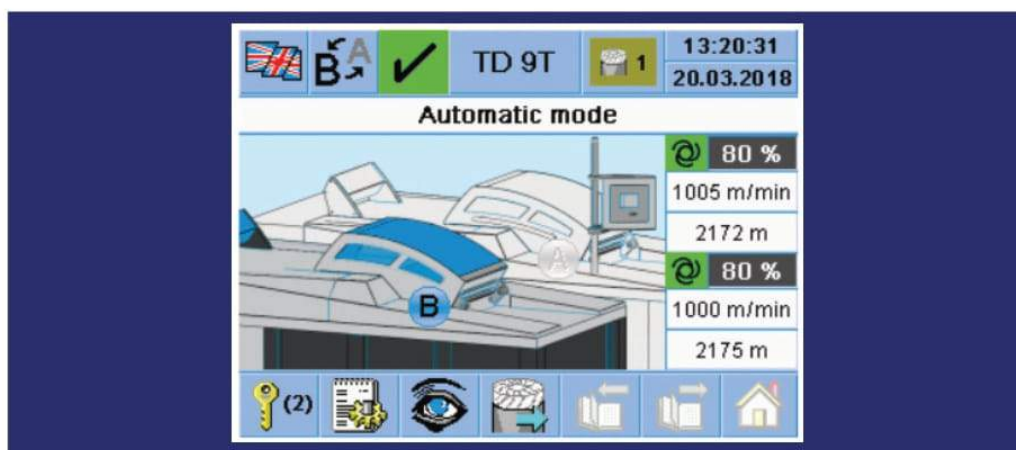 B A
TD 9T
1
13:20:31
20.03.2018
Automatic mode
80 %
1005 m/min
2172 m
80 %
1000 m/min
2175 m
A
B
(2)